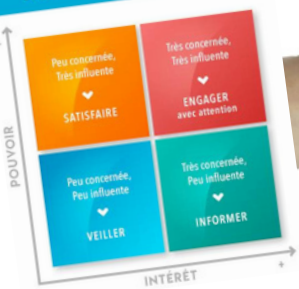 Peu concernée,
Très influente
SATISFAIRE
Très concernée,
Très influente
ENGAGER
avec attention
POUVOIR
Peu concernée,
Peu influente
VEILLER
Très concernée,
Peu influente
INFORMER
INTÉRÊT
+